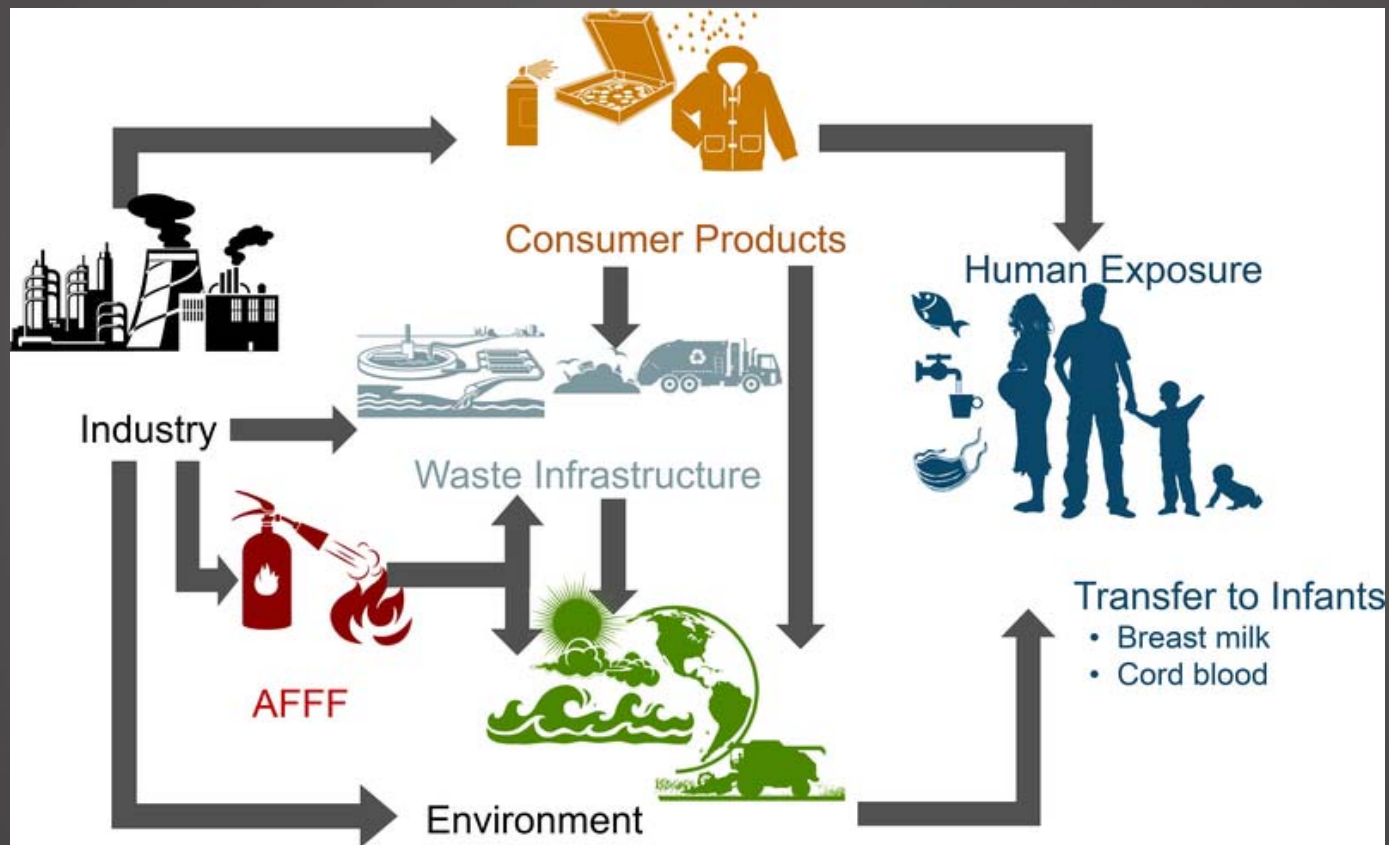 Consumer Products
Human Exposure
Industry
Waste Infrastructure
Transfer to Infants
• Breast milk
• Cord blood
AFFF
Environment